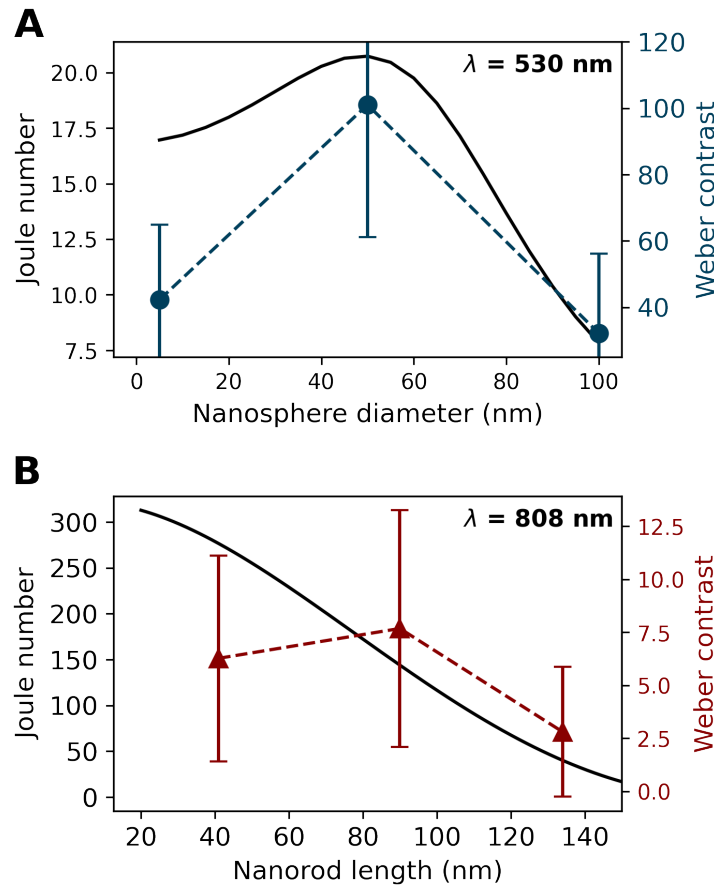 A
λ = 530 nm
Joule number
20.0
17.5
15.0
12.5
10.0
7.5
120
100
80
60
40
Weber contrast
0 20 40 60 80 100
Nanosphere diameter (nm)
B
λ = 808 nm
Joule number
300
250
200
150
100
50
0
12.5
10.0
7.5
5.0
2.5
0.0
Weber contrast
20 40 60 80 100 120 140
Nanorod length (nm)